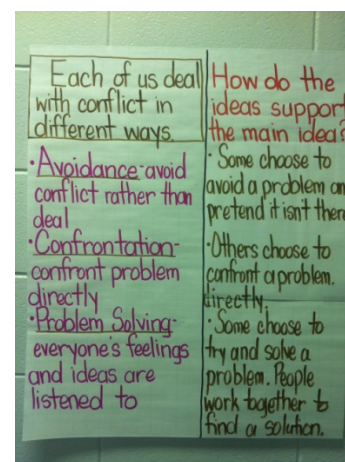 Each of us deal
with conflict in
different ways.
• Avoidance-avoid
conflict rather than
deal
• Confrontation-
confront problem
directly
• Problem Solving-
everyone's feelings
and ideas are
listened to
How do the
ideas support
the main idea?
• Some choose to
avoid a problem an
pretend it isn't ther
• Others choose to
confront a problem.
directly.
• Some choose to
try and solve a
problem. People
work together to
find a solution.